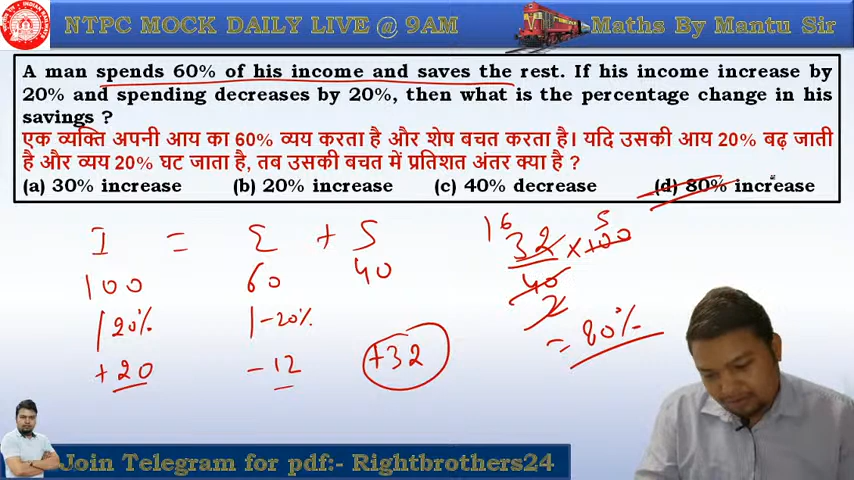 NTPC MOCK DAILY LIVE @ 9AM Maths By Mantu Sir
A man spends 60% of his income and saves the rest. If his income increase by
20% and spending decreases by 20%, then what is the percentage change in his
savings ?
एक व्यक्ति अपनी आय का 60% व्यय करता है और शेष बचत करता है। यदि उसकी आय 20% बढ़ जाती
है और व्यय 20% घट जाता है, तब उसकी बचत में प्रतिशत अंतर क्या है ?
(a) 30% increase (b) 20% increase (c) 40% decrease (d) 80% increase
I = E + S
100 60 40
20% -20%
+20 -12 +32
16 5
32 × 100
40
2
= 80%
Join Telegram for pdf:- Rightbrothers24